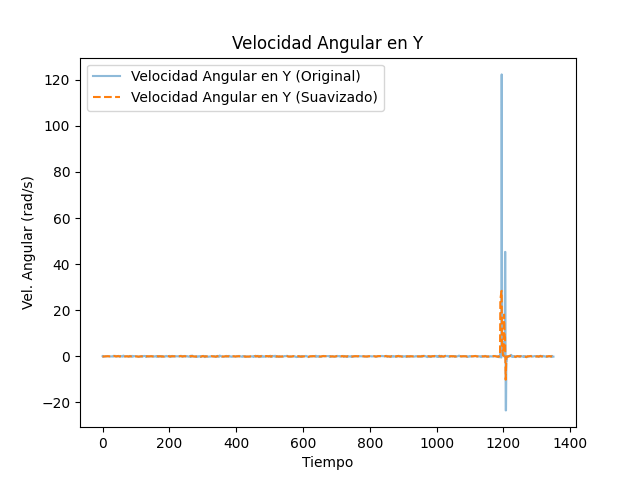 Velocidad Angular en Y
Velocidad Angular en Y (Original)
Velocidad Angular en Y (Suavizado)
Vel. Angular (rad/s)
120
100
80
60
40
20
0
−20
0 200 400 600 800 1000 1200 1400
Tiempo